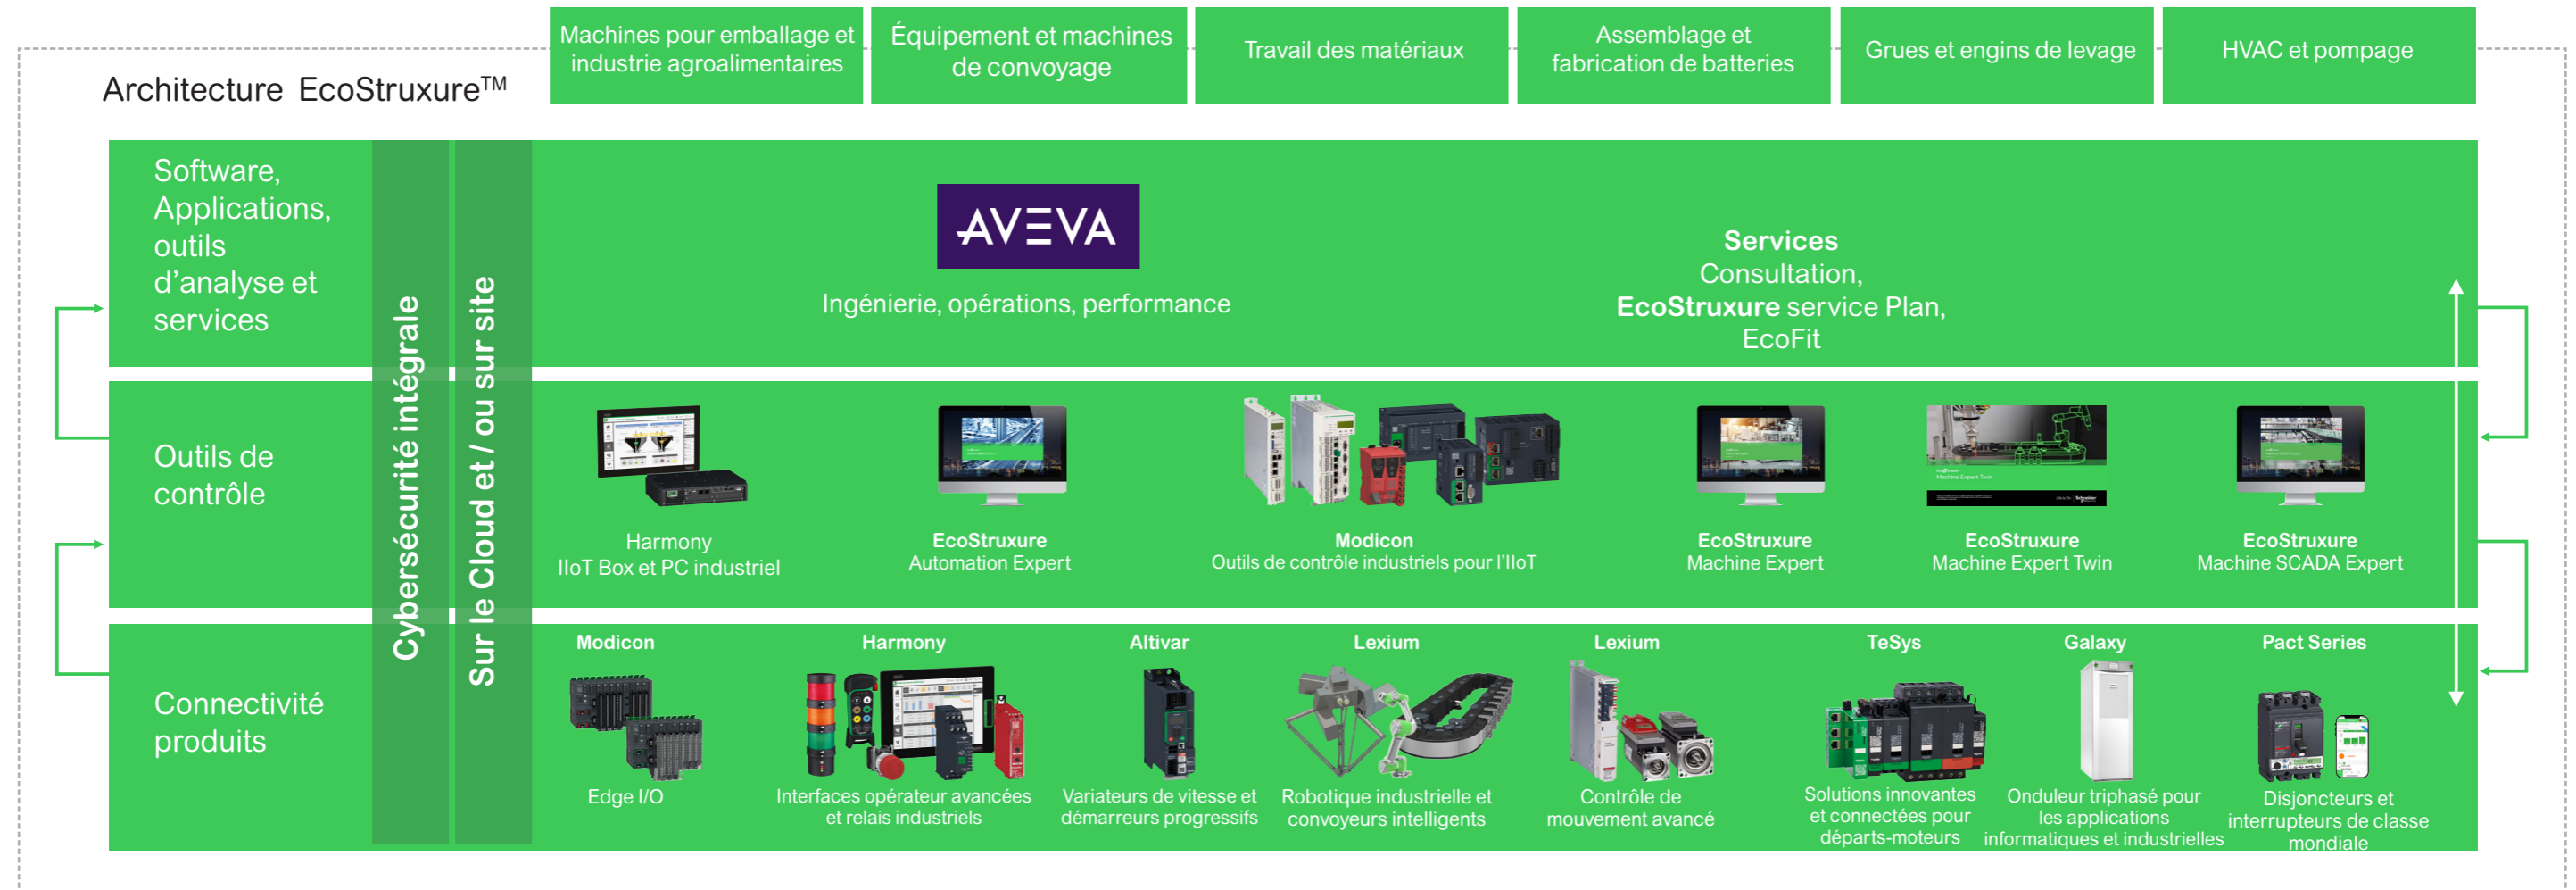 Machines pour emballage et
industrie agroalimentaires
Équipement et machines
de convoyage
Travail des matériaux
Assemblage et
fabrication de batteries
Grues et engins de levage
HVAC et pompage
Architecture EcoStruxure™
Software,
Applications,
outils
d'analyse et
services
Cybersécurité intégrale
Sur le Cloud et / ou sur site
AVEVA
Ingénierie, opérations, performance
Services
Consultation,
EcoStruxure service Plan,
EcoFit
Outils de
contrôle
Harmony
IIoT Box et PC industriel
EcoStruxure
Automation Expert
Modicon
Outils de contrôle industriels pour l'IIoT
EcoStruxure
Machine Expert
Machine Expert Twin
EcoStruxure
Machine Expert Twin
EcoStruxure
Machine SCADA Expert
Connectivité
produits
Modicon
Edge I/O
Harmony
Interfaces opérateur avancées
et relais industriels
Altivar
Variateurs de vitesse et
démarreurs progressifs
Lexium
Robotique industrielle et
convoyeurs intelligents
Lexium
Contrôle de
mouvement avancé
TeSys
Solutions innovantes
et connectées pour
départs-moteurs
Galaxy
Onduleur triphasé pour
les applications
informatiques et industrielles
Pact Series
Disjoncteurs et
interrupteurs de classe
mondiale